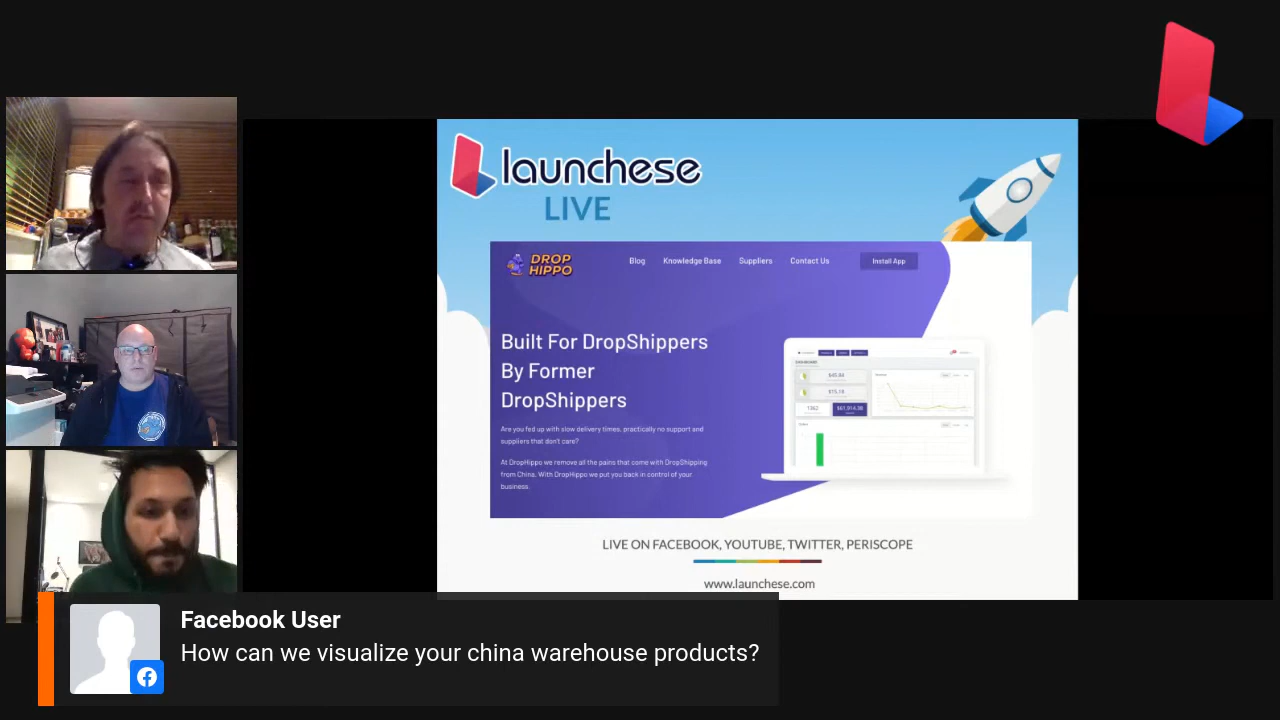 launchese
LIVE
DROP
HIPPO
Blog
Knowledge Base
Suppliers
Contact Us
Install App
Built For DropShippers
By Former
DropShippers
Are you fed up with slow delivery times, practically no support and
suppliers that don't care?
At DropHippo we remove all the pains that come with DropShipping
from China. With DropHippo we put you back in control of your
business.
LIVE ON FACEBOOK, YOUTUBE, TWITTER, PERISCOPE
www.launchese.com
Facebook User
How can we visualize your china warehouse products?